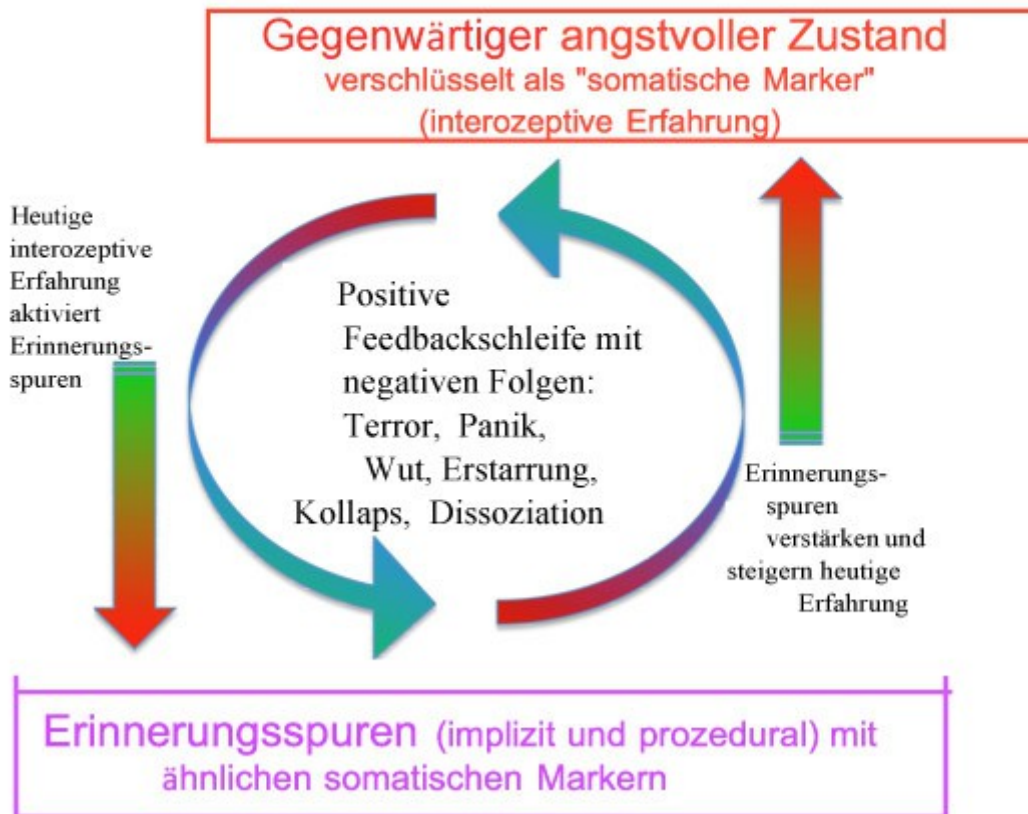 Gegenwärtiger angstvoller Zustand
verschlüsselt als "somatische Marker"
(interozeptive Erfahrung)
Heutige
interozeptive
Erfahrung
aktiviert
Erinnerungs-
spuren
Positive
Feedbackschleife mit
negativen Folgen:
Terror, Panik,
Wut, Erstarrung,
Kollaps, Dissoziation
Erinnerungs-
spuren
verstärken und
steigern heutige
Erfahrung
Erinnerungsspuren (implizit und prozedural) mit
ähnlichen somatischen Markern